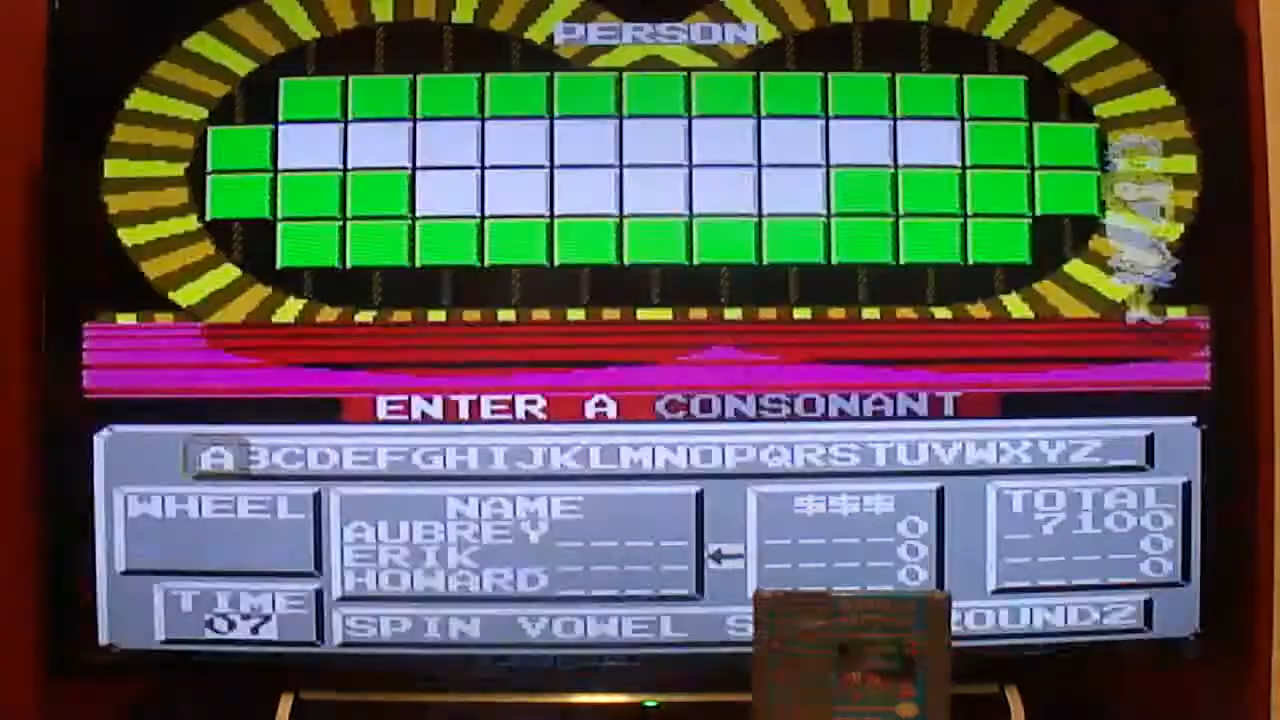 PERSON
ENTER A CONSONANT
ABCDEFGHIJKLMNOPQRSTUVWXYZ_
WHEEL
NAME
$$$
TOTAL
AUBREY
0
7100
ERIK
0
0
HOWARD
0
0
TIME
07
SPIN VOWEL S
OUND2